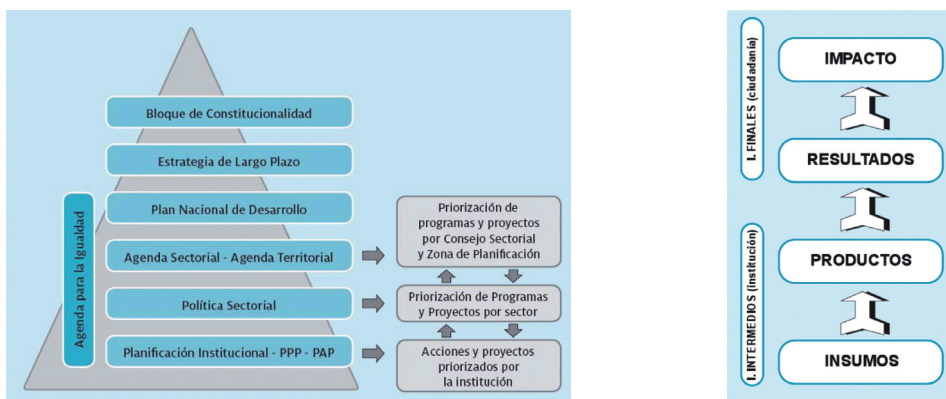 Bloque de Constitucionalidad
Estrategia de Largo Plazo
Plan Nacional de Desarrollo
Agenda Sectorial - Agenda Territorial
Política Sectorial
Planificación Institucional - PPP - PAP
Agenda para la Igualdad
Priorización de
programas y proyectos
por Consejo Sectorial
y Zona de Planificación
Priorización de Programas
y Proyectos por sector
Acciones y proyectos
priorizados por
la institución
I. FINALES (ciudadanía)
I. INTERMEDIOS (institución)
IMPACTO
RESULTADOS
PRODUCTOS
INSUMOS